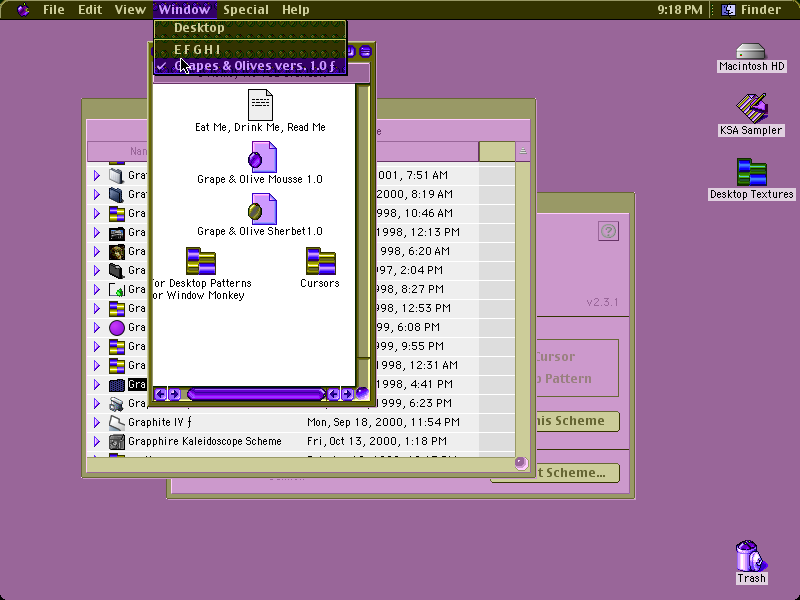 File Edit View Window Special Help 9:18 PM Finder
Desktop
E F G H I
✓ Grapes & Olives vers. 1.0 ƒ
Macintosh HD
KSA Sampler
Desktop Textures
Trash
Eat Me, Drink Me, Read Me
Grape & Olive Mousse 1.0
Grape & Olive Sherbet 1.0
for Desktop Patterns
or Window Monkey
Cursors
Nam
e
Gra 001, 7:51 AM
Gra 2000, 8:19 AM
Gra 1998, 10:46 AM
Gra 1998, 12:13 PM
Gra 998, 6:20 AM
Gra 97, 2:04 PM
Gra 998, 8:27 PM
Gra 998, 12:53 PM
Gra 99, 6:08 PM
Gra 999, 9:55 PM
Gra 1998, 12:31 AM
Gra 1998, 4:41 PM
Gra 1999, 6:23 PM
Graphite IV ƒ Mon, Sep 18, 2000, 11:54 PM
Grapphire Kaleidoscope Scheme Fri, Oct 13, 2000, 1:18 PM
?
v2.3.1
Cursor
p Pattern
his Scheme
t Scheme...